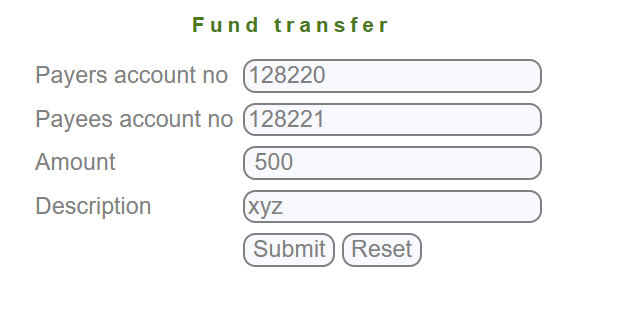 Fund transfer
Payers account no 128220
Payees account no 128221
Amount 500
Description xyz
Submit Reset